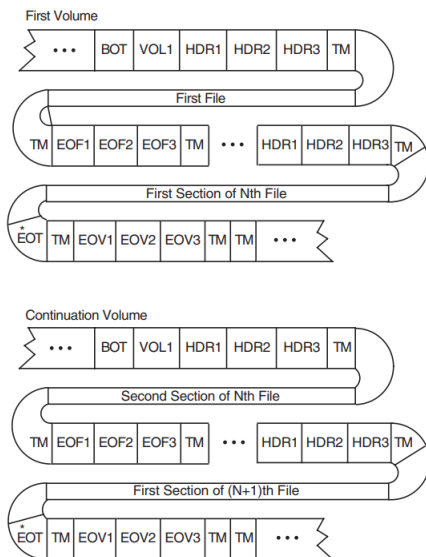 First Volume
••• BOT VOL1 HDR1 HDR2 HDR3 TM
First File
TM EOF1 EOF2 EOF3 TM ••• HDR1 HDR2 HDR3 TM
First Section of Nth File
*
EOT TM EOV1 EOV2 EOV3 TM TM •••
Continuation Volume
••• BOT VOL1 HDR1 HDR2 HDR3 TM
Second Section of Nth File
TM EOF1 EOF2 EOF3 TM ••• HDR1 HDR2 HDR3 TM
First Section of (N+1)th File
*
EOT TM EOV1 EOV2 EOV3 TM TM •••